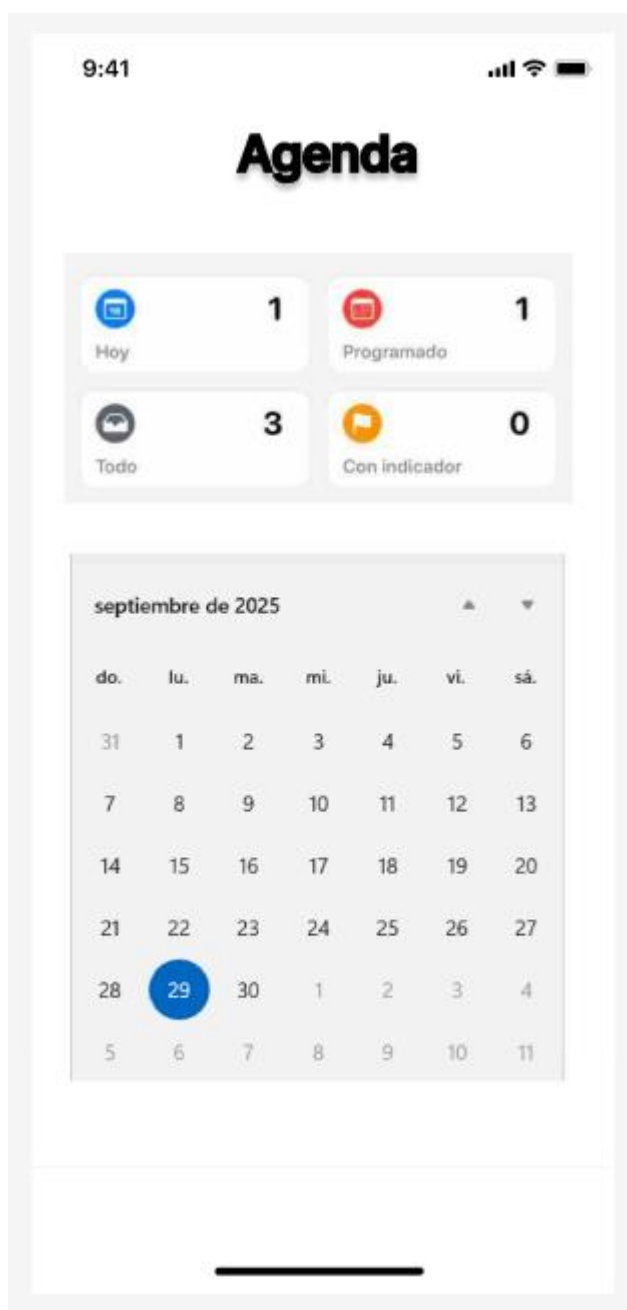 9:41
Agenda
1
Hoy
1
Programado
3
Todo
0
Con indicador
septiembre de 2025
do. lu. ma. mi. ju. vi. sá.
31 1 2 3 4 5 6
7 8 9 10 11 12 13
14 15 16 17 18 19 20
21 22 23 24 25 26 27
28 29 30 1 2 3 4
5 6 7 8 9 10 11